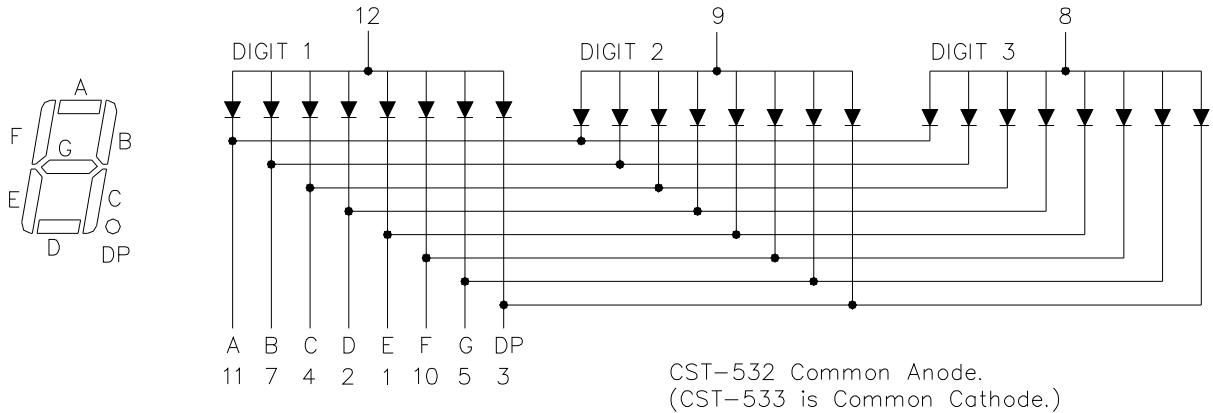 12 9 8
DIGIT 1 DIGIT 2 DIGIT 3
A
F B
G
E C
D
DP
A B C D E F G DP
11 7 4 2 1 10 5 3
CST-532 Common Anode.
(CST-533 is Common Cathode.)